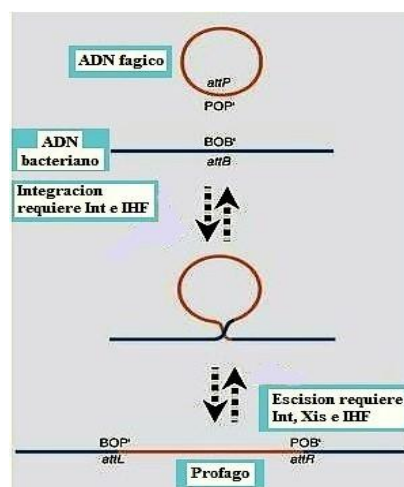 ADN fagico
attP
POP'
ADN
bacteriano
BOB'
attB
Integracion
requiere Int e IHF
Escision requiere
Int, Xis e IHF
BOP'
POB'
attL
attR
Profago